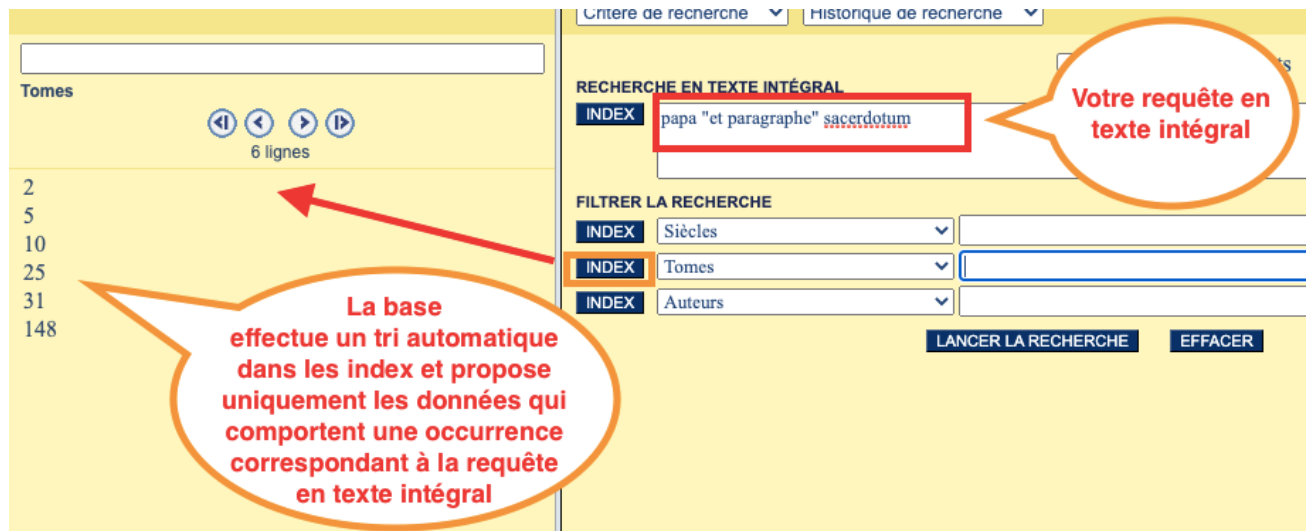 Critère de recherche Historique de recherche
Tomes
6 lignes
2
5
10
25
31
148
La base
effectue un tri automatique
dans les index et propose
uniquement les données qui
comportent une occurrence
correspondant à la requête
en texte intégral
ts
RECHERCHE EN TEXTE INTÉGRAL
INDEX papa "et paragraphe" sacerdotum
Votre requête en
texte intégral
FILTRER LA RECHERCHE
INDEX Siècles
INDEX Tomes
INDEX Auteurs
LANCER LA RECHERCHE EFFACER